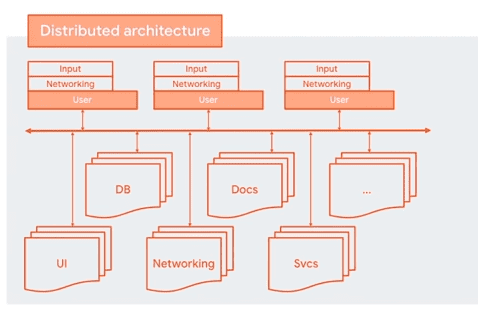 Distributed architecture
Input
Networking
User
Input
Networking
User
Input
Networking
User
DB
Docs
...
UI
Networking
Svcs